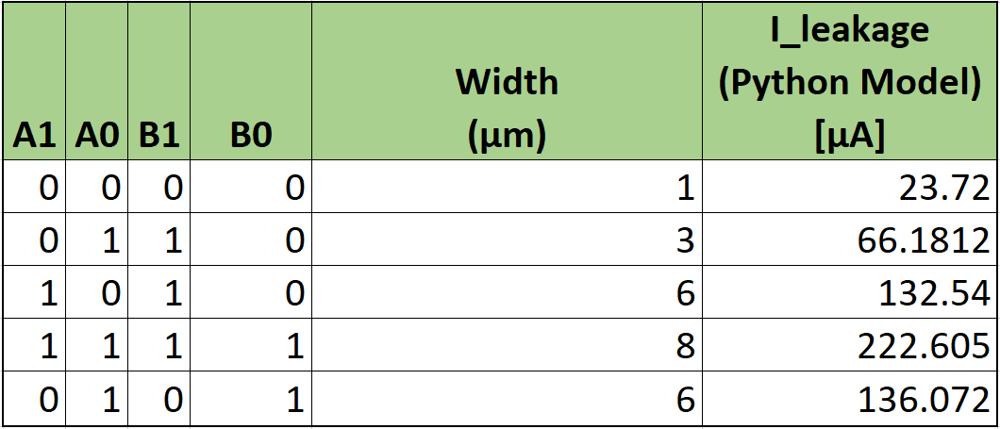 A1 A0 B1 B0 Width (μm) I_leakage (Python Model) [μA]
0 0 0 0 1 23.72
0 1 1 0 3 66.1812
1 0 1 0 6 132.54
1 1 1 1 8 222.605
0 1 0 1 6 136.072